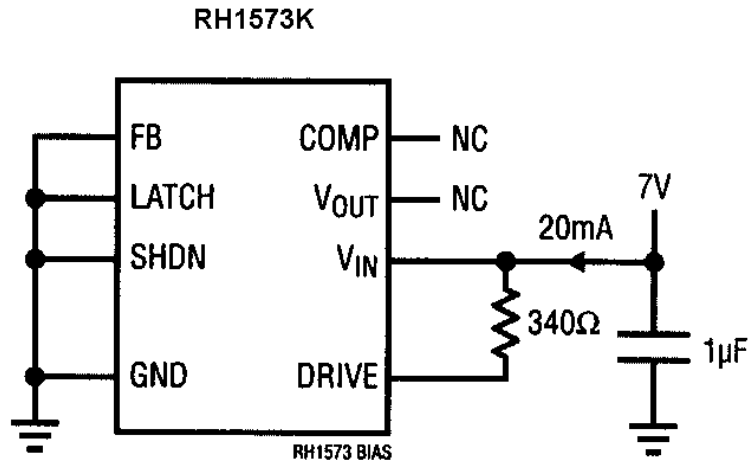 RH1573K
FB
COMP
NC
LATCH
VOUT
NC
7V
20mA
SHDN
VIN
340Ω
1µF
GND
DRIVE
RH1573 BIAS